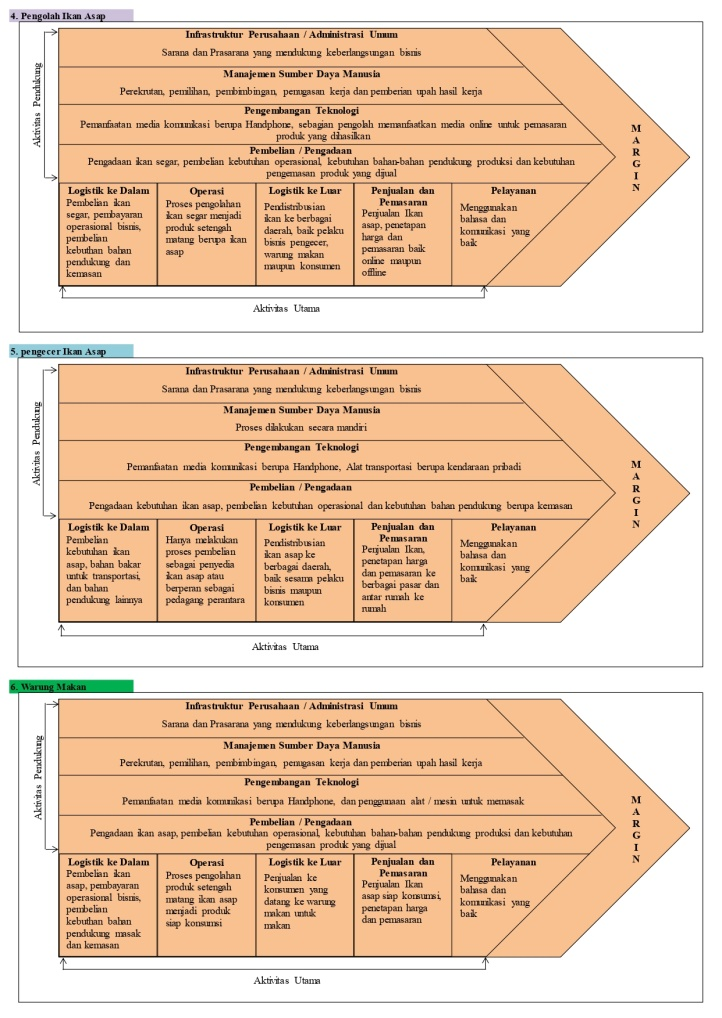 4. Pengolah Ikan Asap
Infrastruktur Perusahaan / Administrasi Umum
Sarana dan Prasarana yang mendukung keberlangsungan bisnis
Manajemen Sumber Daya Manusia
Perekrutan, pemilihan, pembimbingan, penugasan kerja dan pemberian upah hasil kerja
Pengembangan Teknologi
Pemanfaatan media komunikasi berupa Handphone, sebagian pengolah memanfaatkan media online untuk pemasaran
produk yang dihasilkan
Pembelian / Pengadaan
Pengadaan ikan segar, pembelian kebutuhan operasional, kebutuhan bahan-bahan pendukung produksi dan kebutuhan
pengemasan produk yang dijual
Aktivitas Pendukung
Logistik ke Dalam
Pembelian ikan
segar, pembayaran
operasional bisnis,
pembelian
kebuthan bahan
pendukung dan
kemasan
Operasi
Proses pengolahan
ikan segar menjadi
produk setengah
matang berupa ikan
asap
Logistik ke Luar
Pendistribusian
ikan ke berbagai
daerah, baik pelaku
bisnis pengecer,
warung makan
maupun konsumen
Penjualan dan
Pemasaran
Penjualan Ikan
asap, penetapan
harga dan
pemasaran baik
online maupun
offline
Pelayanan
Menggunakan
bahasa dan
komunikasi yang
baik
M
A
R
G
I
N
Aktivitas Utama
5. pengecer Ikan Asap
Infrastruktur Perusahaan / Administrasi Umum
Sarana dan Prasarana yang mendukung keberlangsungan bisnis
Manajemen Sumber Daya Manusia
Proses dilakukan secara mandiri
Pengembangan Teknologi
Pemanfaatan media komunikasi berupa Handphone, Alat transportasi berupa kendaraan pribadi
Pembelian / Pengadaan
Pengadaan kebutuhan ikan asap, pembelian kebutuhan operasional dan kebutuhan bahan pendukung berupa kemasan
Aktivitas Pendukung
Logistik ke Dalam
Pembelian
kebutuhan ikan
asap, bahan bakar
untuk transportasi,
dan bahan
pendukung lainnya
Operasi
Hanya melakukan
proses pembelian
sebagai penyedia
ikan asap atau
berperan sebagai
pedagang perantara
Logistik ke Luar
Pendistribusian
ikan asap ke
berbagai daerah,
baik sesama pelaku
bisnis maupun
konsumen
Penjualan dan
Pemasaran
Penjualan Ikan,
penetapan harga
dan pemasaran ke
berbagai pasar dan
antar rumah ke
rumah
Pelayanan
Menggunakan
bahasa dan
komunikasi yang
baik
M
A
R
G
I
N
Aktivitas Utama
6. Warung Makan
Infrastruktur Perusahaan / Administrasi Umum
Sarana dan Prasarana yang mendukung keberlangsungan bisnis
Manajemen Sumber Daya Manusia
Perekrutan, pemilihan, pembimbingan, penugasan kerja dan pemberian upah hasil kerja
Pengembangan Teknologi
Pemanfaatan media komunikasi berupa Handphone, dan penggunaan alat / mesin untuk memasak
Pembelian / Pengadaan
Pengadaan ikan asap, pembelian kebutuhan operasional, kebutuhan bahan-bahan pendukung produksi dan kebutuhan
pengemasan produk yang dijual
Aktivitas Pendukung
Logistik ke Dalam
Pembelian ikan
asap, pembayaran
operasional bisnis,
pembelian
kebuthan bahan
pendukung masak
dan kemasan
Operasi
Proses pengolahan
produk setengah
matang ikan asap
menjadi produk
siap konsumsi
Logistik ke Luar
Penjualan ke
konsumen yang
datang ke warung
makan untuk
makan
Penjualan dan
Pemasaran
Penjualan Ikan
asap siap konsumsi,
penetapan harga
dan pemasaran
Pelayanan
Menggunakan
bahasa dan
komunikasi yang
baik
M
A
R
G
I
N
Aktivitas Utama